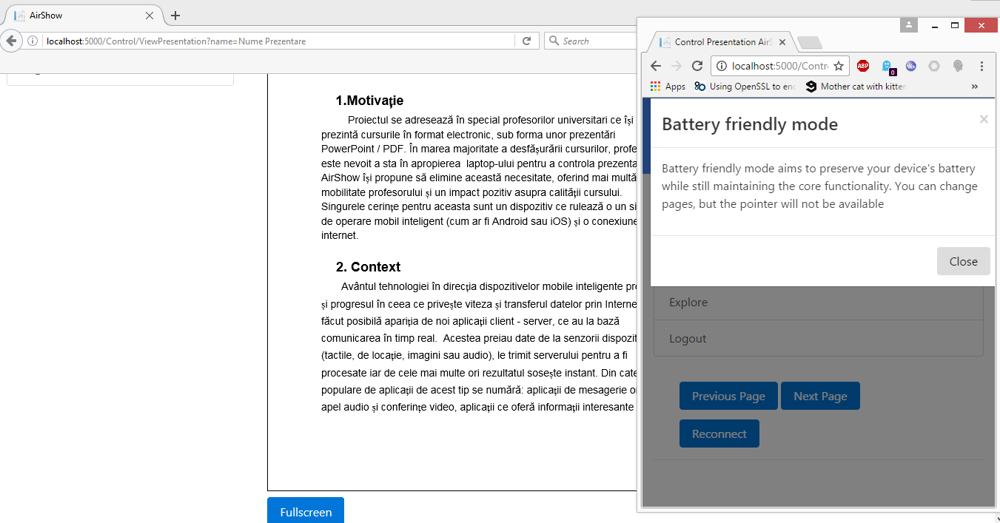 AirShow
localhost:5000/Control/ViewPresentation?name=Nume Prezentare
Search
1.Motivație
Proiectul se adresează în special profesorilor universitari ce își
prezintă cursurile în format electronic, sub forma unor prezentări
PowerPoint / PDF. În marea majoritate a desfășurării cursurilor, profe
este nevoit a sta în apropierea laptop-ului pentru a controla prezenta
AirShow își propune să elimine această necesitate, oferind mai multă
mobilitate profesorului și un impact pozitiv asupra calității cursului.
Singurele cerințe pentru aceasta sunt un dispozitiv ce rulează o un si
de operare mobil inteligent (cum ar fi Android sau iOS) și o conexiune
internet.
2. Context
Avântul tehnologiei în direcția dispozitivelor mobile inteligente pre
și progresul în ceea ce privește viteza și transferul datelor prin Interne
făcut posibilă apariția de noi aplicații client - server, ce au la bază
comunicarea în timp real. Acestea preiau date de la senzorii dispozit
(tactile, de locație, imagini sau audio), le trimit serverului pentru a fi
procesate iar de cele mai multe ori rezultatul sosește instant. Din cate
populare de aplicații de acest tip se numără: aplicații de mesagerie o
apel audio și conferințe video, aplicații ce oferă informații interesante
Fullscreen
Control Presentation AirS
localhost:5000/Contro
ABP
0
Ws
Apps
Using OpenSSL to enc
Mother cat with kitten
»
Battery friendly mode
×
Battery friendly mode aims to preserve your device's battery
while still maintaining the core functionality. You can change
pages, but the pointer will not be available
Close
Explore
Logout
Previous Page
Next Page
Reconnect